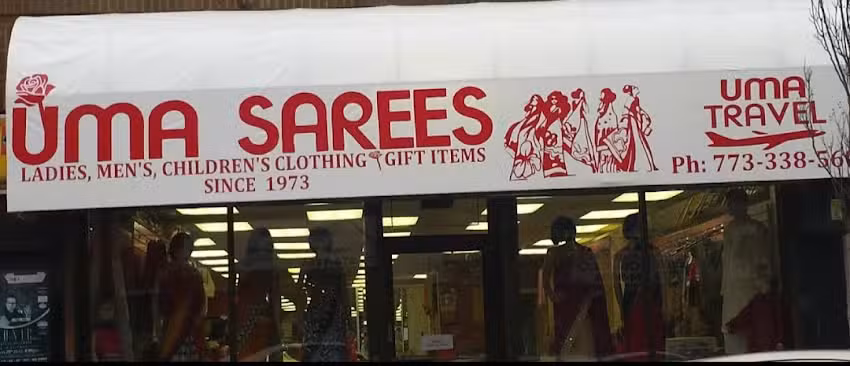 UMA SAREES
LADIES, MEN'S, CHILDREN'S CLOTHING GIFT ITEMS
SINCE 1973
UMA
TRAVEL
Ph: 773-338-56